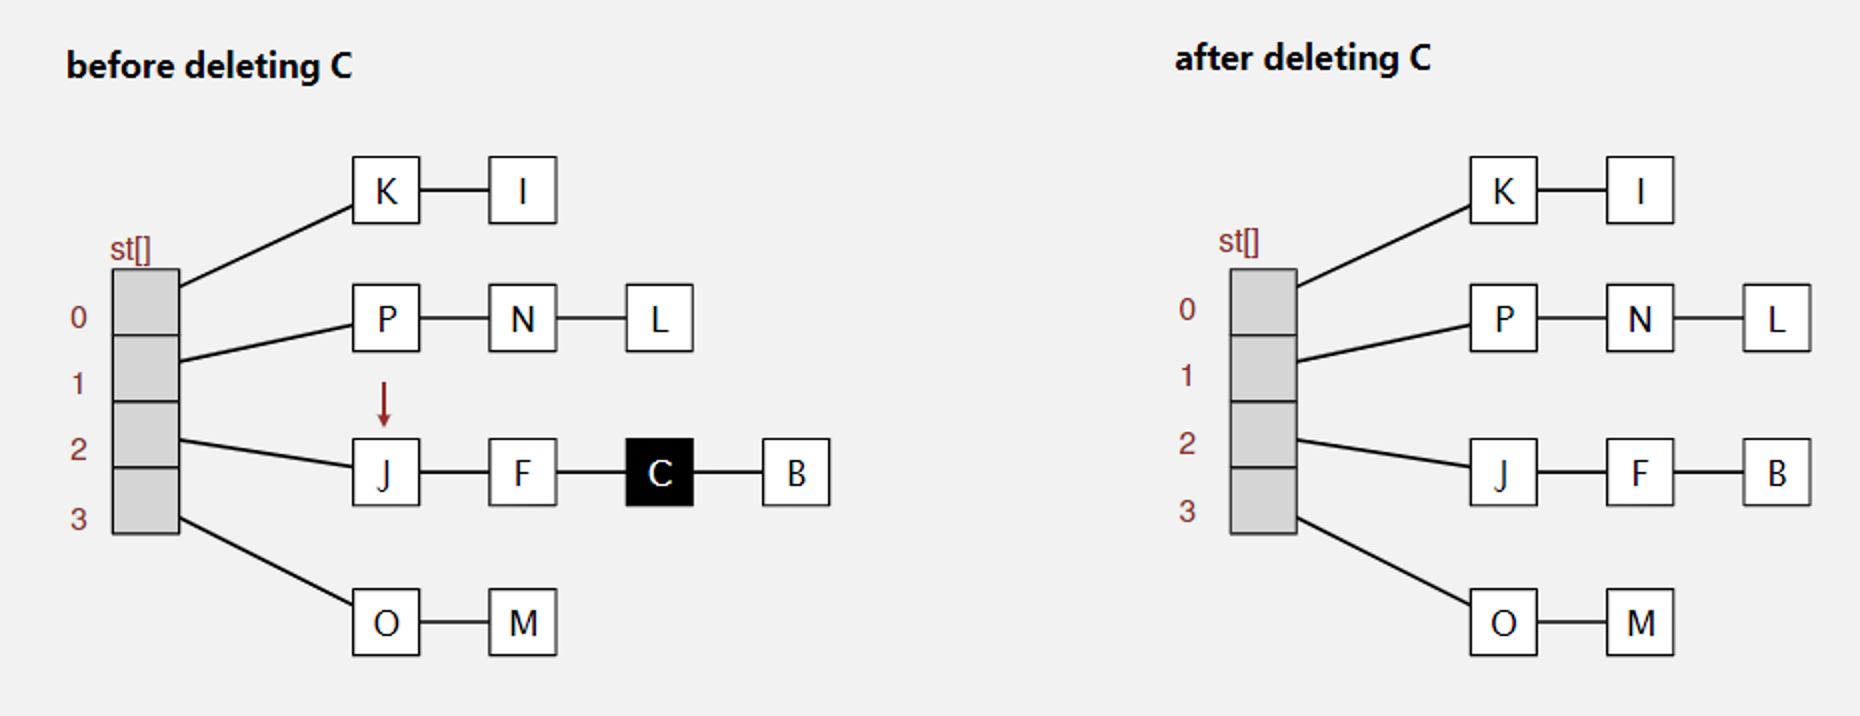 before deleting C
after deleting C
st[]
0
1
2
3
K I
P N L
J F C B
O M
st[]
0
1
2
3
K I
P N L
J F B
O M